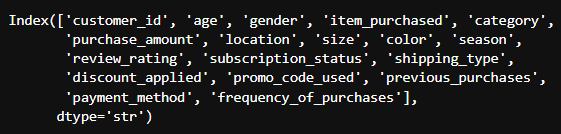 Index(['customer_id', 'age', 'gender', 'item_purchased', 'category',
'purchase_amount', 'location', 'size', 'color', 'season',
'review_rating', 'subscription_status', 'shipping_type',
'discount_applied', 'promo_code_used', 'previous_purchases',
'payment_method', 'frequency_of_purchases'],
dtype='str')